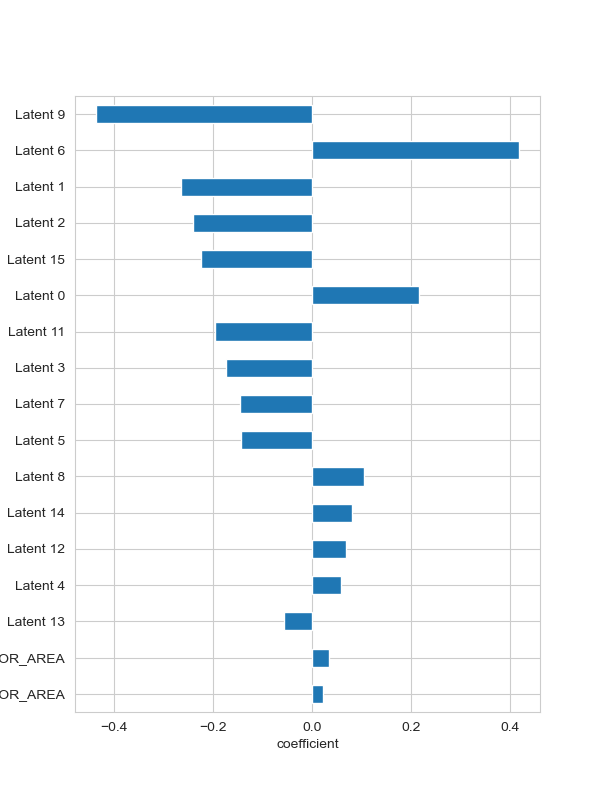 Latent 9
Latent 6
Latent 1
Latent 2
Latent 15
Latent 0
Latent 11
Latent 3
Latent 7
Latent 5
Latent 8
Latent 14
Latent 12
Latent 4
Latent 13
OR_AREA
OR_AREA
−0.4 −0.2 0.0 0.2 0.4
coefficient